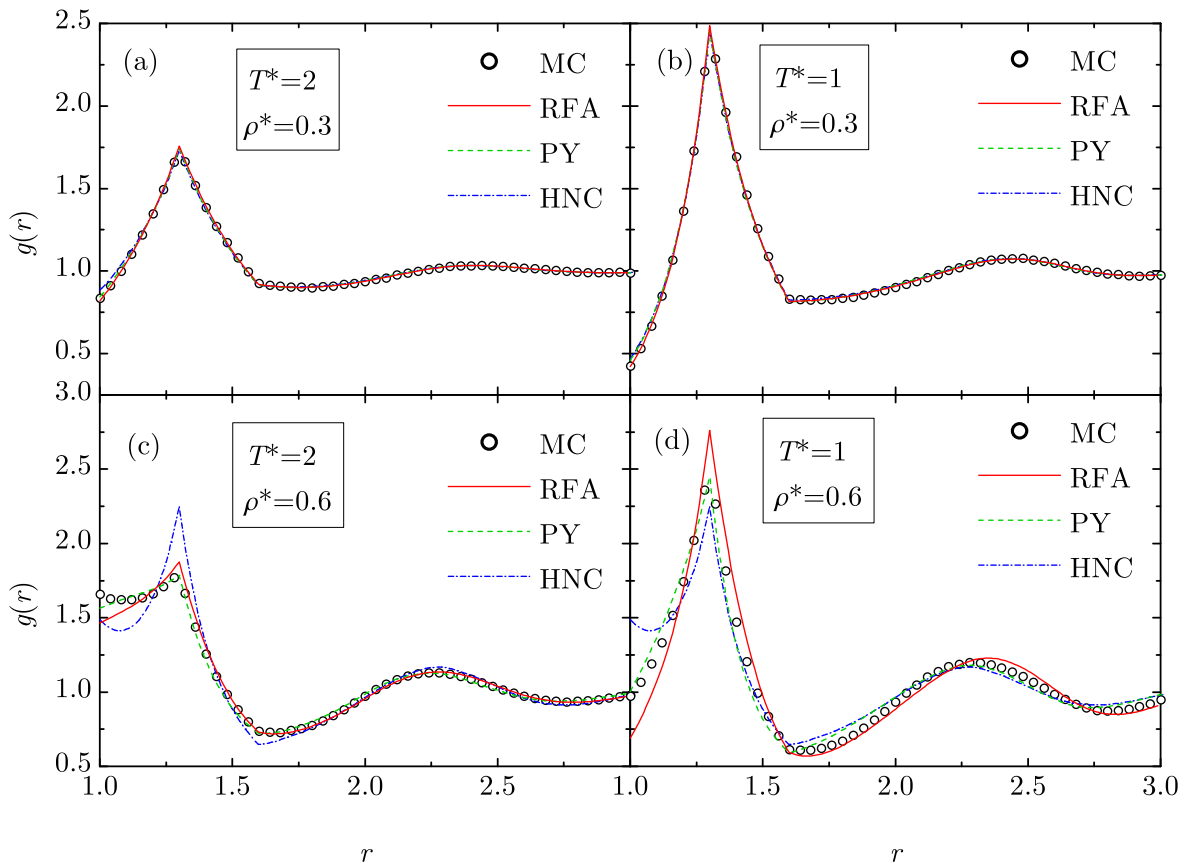 2.5
2.0
1.5
1.0
0.5
3.0
g(r)
(a)
T*=2
ρ*=0.3
MC
RFA
PY
HNC
(b)
T*=1
ρ*=0.3
MC
RFA
PY
HNC
2.5
2.0
1.5
1.0
0.5
g(r)
(c)
T*=2
ρ*=0.6
MC
RFA
PY
HNC
(d)
T*=1
ρ*=0.6
MC
RFA
PY
HNC
1.0 1.5 2.0 2.5 1.0 1.5 2.0 2.5 3.0
r r